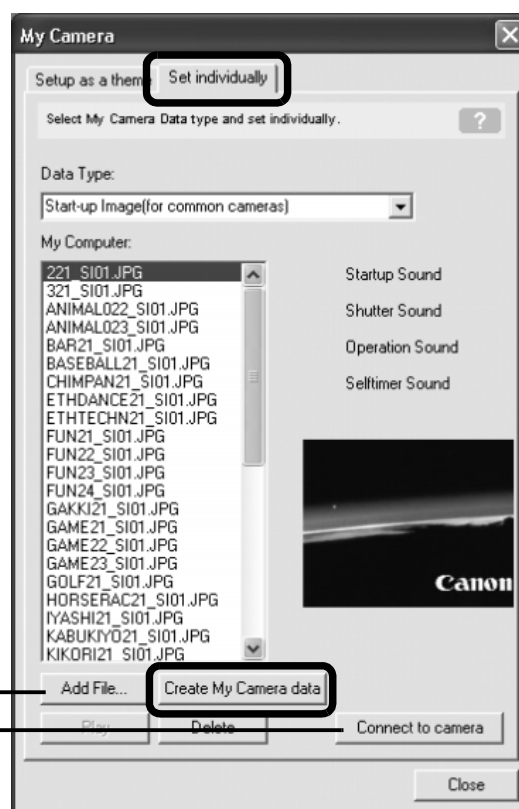 My Camera
Setup as a theme
Set individually
Select My Camera Data type and set individually.
?
Data Type:
Start-up Image(for common cameras)
My Computer:
221_SI01.JPG
321_SI01.JPG
ANIMAL022_SI01.JPG
ANIMAL023_SI01.JPG
BAR21_SI01.JPG
BASEBALL21_SI01.JPG
CHIMPAN21_SI01.JPG
ETHDANCE21_SI01.JPG
ETHTECHN21_SI01.JPG
FUN21_SI01.JPG
FUN22_SI01.JPG
FUN23_SI01.JPG
FUN24_SI01.JPG
GAKKI21_SI01.JPG
GAME21_SI01.JPG
GAME22_SI01.JPG
GAME23_SI01.JPG
GOLF21_SI01.JPG
HORSERAC21_SI01.JPG
IYASHI21_SI01.JPG
KABUKIYO21_SI01.JPG
KIKORI21_SI01.JPG
Startup Sound
Shutter Sound
Operation Sound
Selftimer Sound
Canon
Add File...
Create My Camera data
Play
Delete
Connect to camera
Close